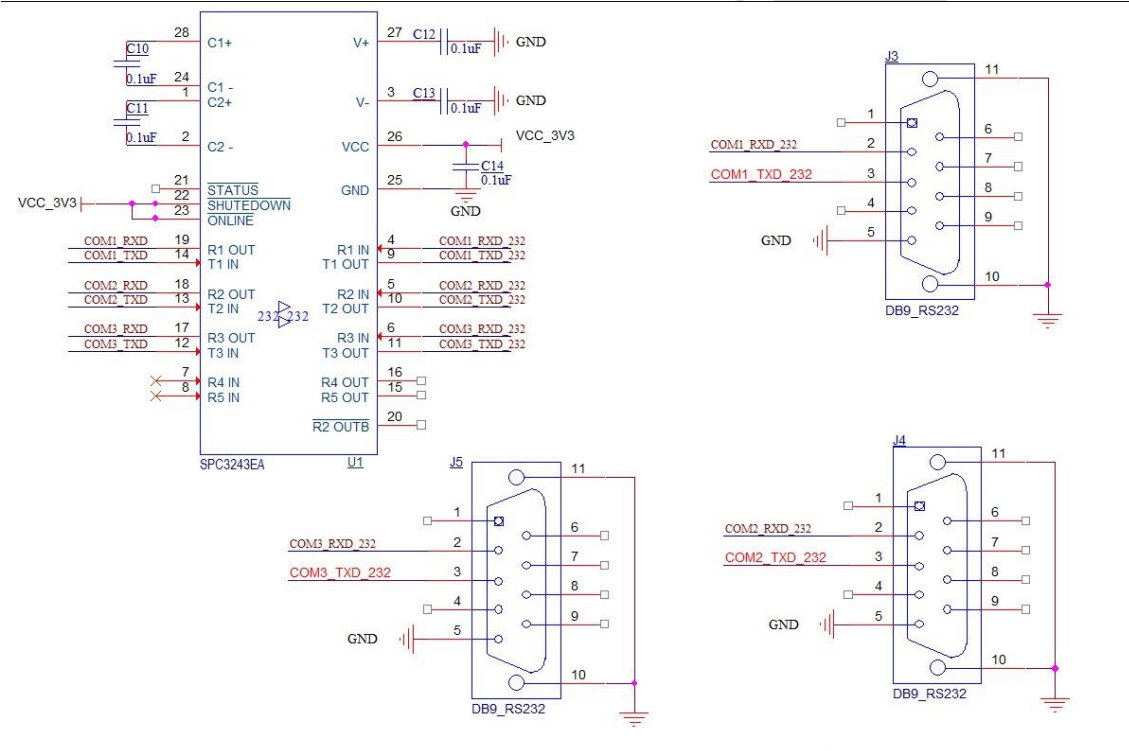 28 C1+ V+ 27 C12 0.1uF GND
C10 0.1uF
24 C1 -
1 C2+ V- 3 C13 0.1uF GND
C11 0.1uF
2 C2 - VCC 26 VCC_3V3
C14 0.1uF
21 STATUS GND 25 GND
VCC_3V3 22 SHUTEDOWN
23 ONLINE
COM1_RXD 19 R1 OUT R1 IN 4 COM1_RXD_232
COM1_TXD 14 T1 IN T1 OUT 9 COM1_TXD_232
COM2_RXD 18 R2 OUT R2 IN 5 COM2_RXD_232
COM2_TXD 13 T2 IN T2 OUT 10 COM2_TXD_232
232_232
COM3_RXD 17 R3 OUT R3 IN 6 COM3_RXD_232
COM3_TXD 12 T3 IN T3 OUT 11 COM3_TXD_232
7 R4 IN R4 OUT 16
8 R5 IN R5 OUT 15
R2 OUTB 20
SPC3243EA U1
J3
11
1
6
COM1_RXD_232 2
7
COM1_TXD_232 3
8
4
9
GND 5
10
DB9_RS232
J5
11
1
6
COM3_RXD_232 2
7
COM3_TXD_232 3
8
4
9
GND 5
10
DB9_RS232
J4
11
1
6
COM2_RXD_232 2
7
COM2_TXD_232 3
8
4
9
GND 5
10
DB9_RS232